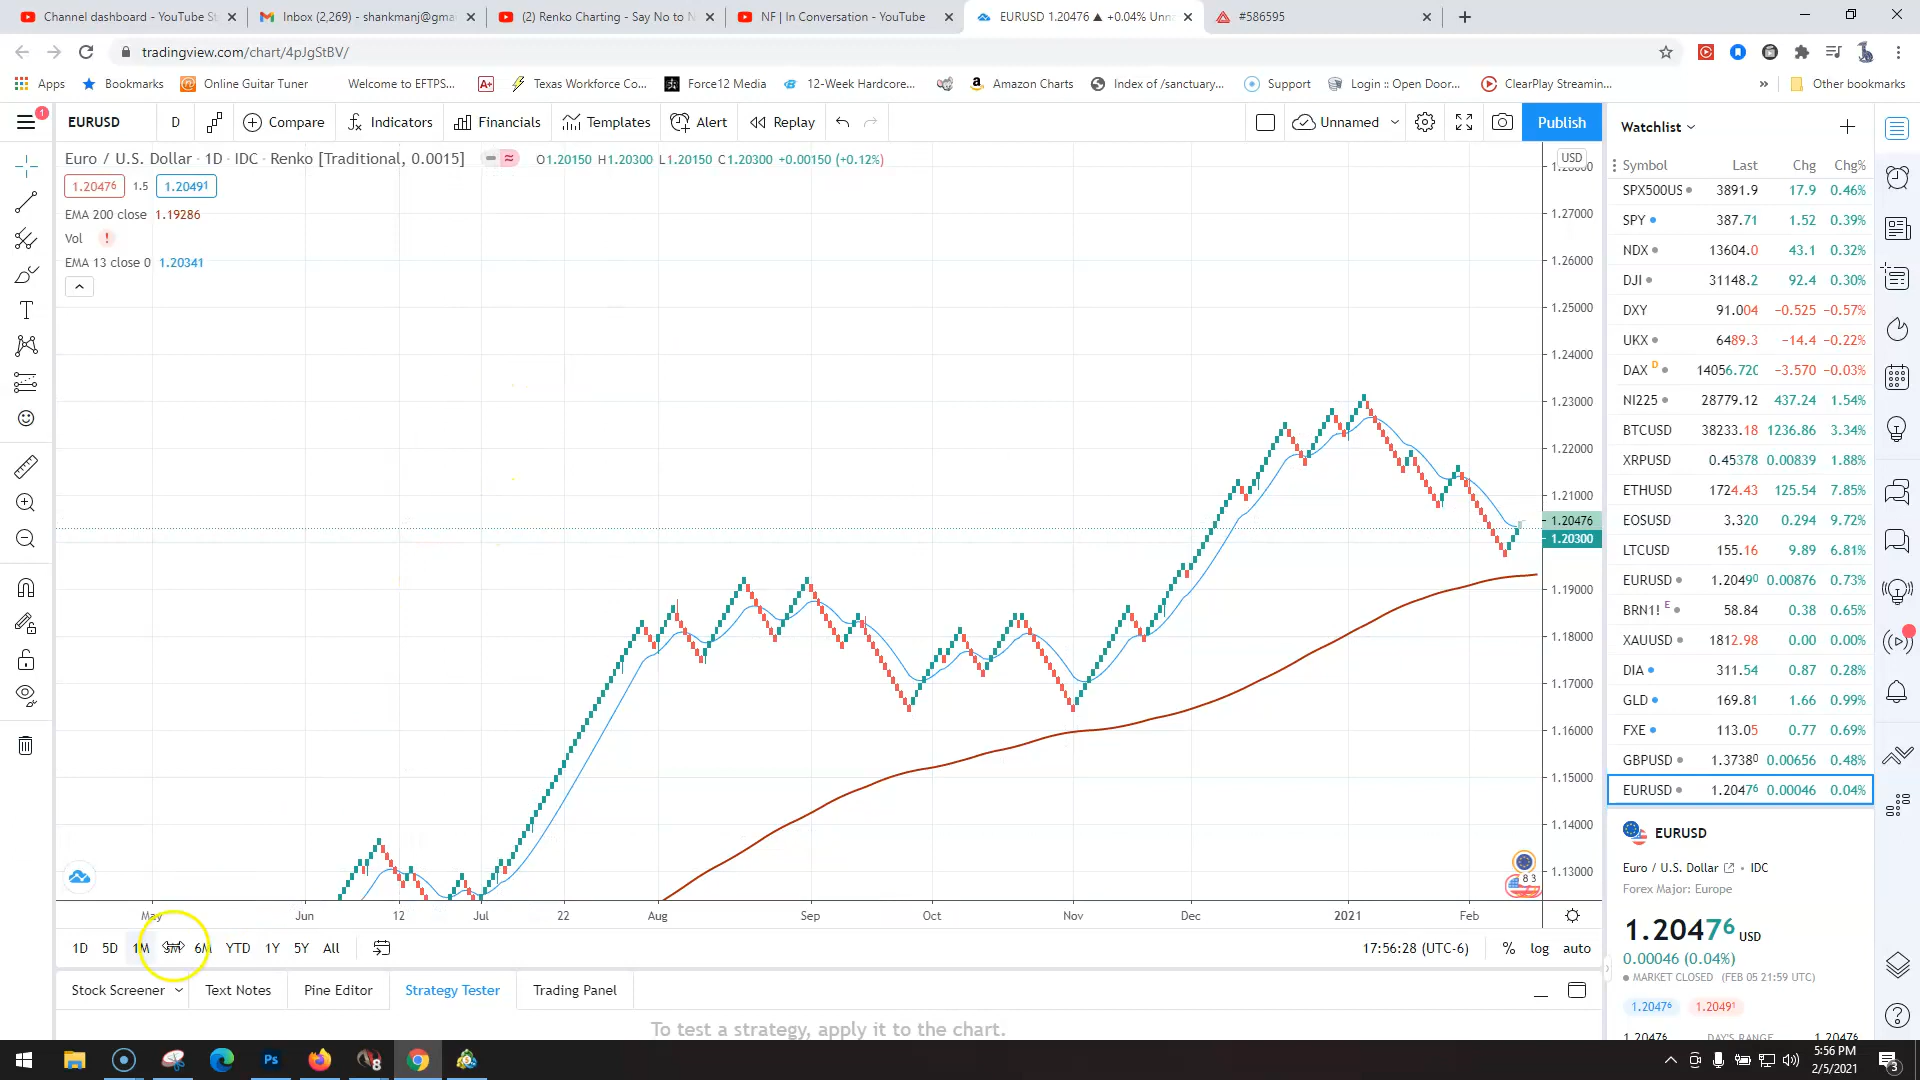 Channel dashboard - YouTube St
Inbox (2,269) - shankmanj@gma
(2) Renko Charting - Say No to N
NF | In Conversation - YouTube
EURUSD 1.20476 ▲ +0.04% Unn
#586595
tradingview.com/chart/4pJgStBV/
Apps
Bookmarks
Online Guitar Tuner
Welcome to EFTPS...
A+
Texas Workforce Co...
Force12 Media
12-Week Hardcore...
Amazon Charts
Index of /sanctuary...
Support
Login :: Open Door...
ClearPlay Streamin...
»
Other bookmarks
1
EURUSD
D
Compare
Indicators
Financials
Templates
Alert
Replay
Unnamed
Publish
Euro / U.S. Dollar · 1D · IDC · Renko [Traditional, 0.0015]
O1.20150 H1.20300 L1.20150 C1.20300 +0.00150 (+0.12%)
1.20476 1.5 1.20491
EMA 200 close 1.19286
Vol !
EMA 13 close 0 1.20341
USD
1.27000
1.26000
1.25000
1.24000
1.23000
1.22000
1.21000
1.20476
1.20300
1.19000
1.18000
1.17000
1.16000
1.15000
1.14000
1.13000
8 3
May Jun 12 Jul 22 Aug Sep Oct Nov Dec 2021 Feb
1D 5D 1M 3M 6M YTD 1Y 5Y All
17:56:28 (UTC-6) % log auto
Stock Screener
Text Notes
Pine Editor
Strategy Tester
Trading Panel
To test a strategy, apply it to the chart.
Watchlist
Symbol Last Chg Chg%
SPX500US 3891.9 17.9 0.46%
SPY 387.71 1.52 0.39%
NDX 13604.0 43.1 0.32%
DJI 31148.2 92.4 0.30%
DXY 91.004 −0.525 −0.57%
UKX 6489.3 −14.4 −0.22%
DAX D 14056.720 −3.570 −0.03%
NI225 28779.12 437.24 1.54%
BTCUSD 38233.18 1236.86 3.34%
XRPUSD 0.45378 0.00839 1.88%
ETHUSD 1724.43 125.54 7.85%
EOSUSD 3.320 0.294 9.72%
LTCUSD 155.16 9.89 6.81%
EURUSD 1.20490 0.00876 0.73%
BRN1! E 58.84 0.38 0.65%
XAUUSD 1812.98 0.00 0.00%
DIA 311.54 0.87 0.28%
GLD 169.81 1.66 0.99%
FXE 113.05 0.77 0.69%
GBPUSD 1.37380 0.00656 0.48%
EURUSD 1.20476 0.00046 0.04%
EURUSD
Euro / U.S. Dollar • IDC
Forex Major: Europe
1.20476 USD
0.00046 (0.04%)
MARKET CLOSED (FEB 05 21:59 UTC)
1.20476 1.20491
1.20476 DAY'S RANGE 1.20476
Ps
8
5:56 PM
2/5/2021
3